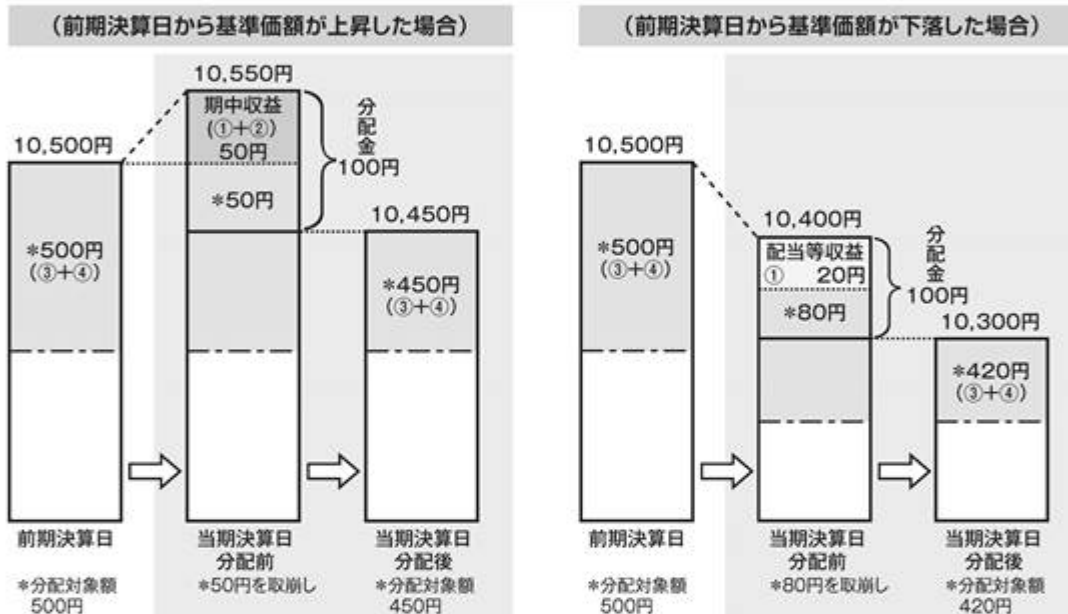 (前期決算日から基準価額が上昇した場合)
10,550円
期中収益
(①+②)
50円
*50円
分配金
100円
10,500円
*500円
(③+④)
10,450円
*450円
(③+④)
前期決算日
当期決算日
分配前
当期決算日
分配後
*分配対象額
500円
*50円を取崩し
*分配対象額
450円
(前期決算日から基準価額が下落した場合)
10,500円
*500円
(③+④)
10,400円
配当等収益
① 20円
*80円
分配金
100円
10,300円
*420円
(③+④)
前期決算日
当期決算日
分配前
当期決算日
分配後
*分配対象額
500円
*80円を取崩し
*分配対象額
420円